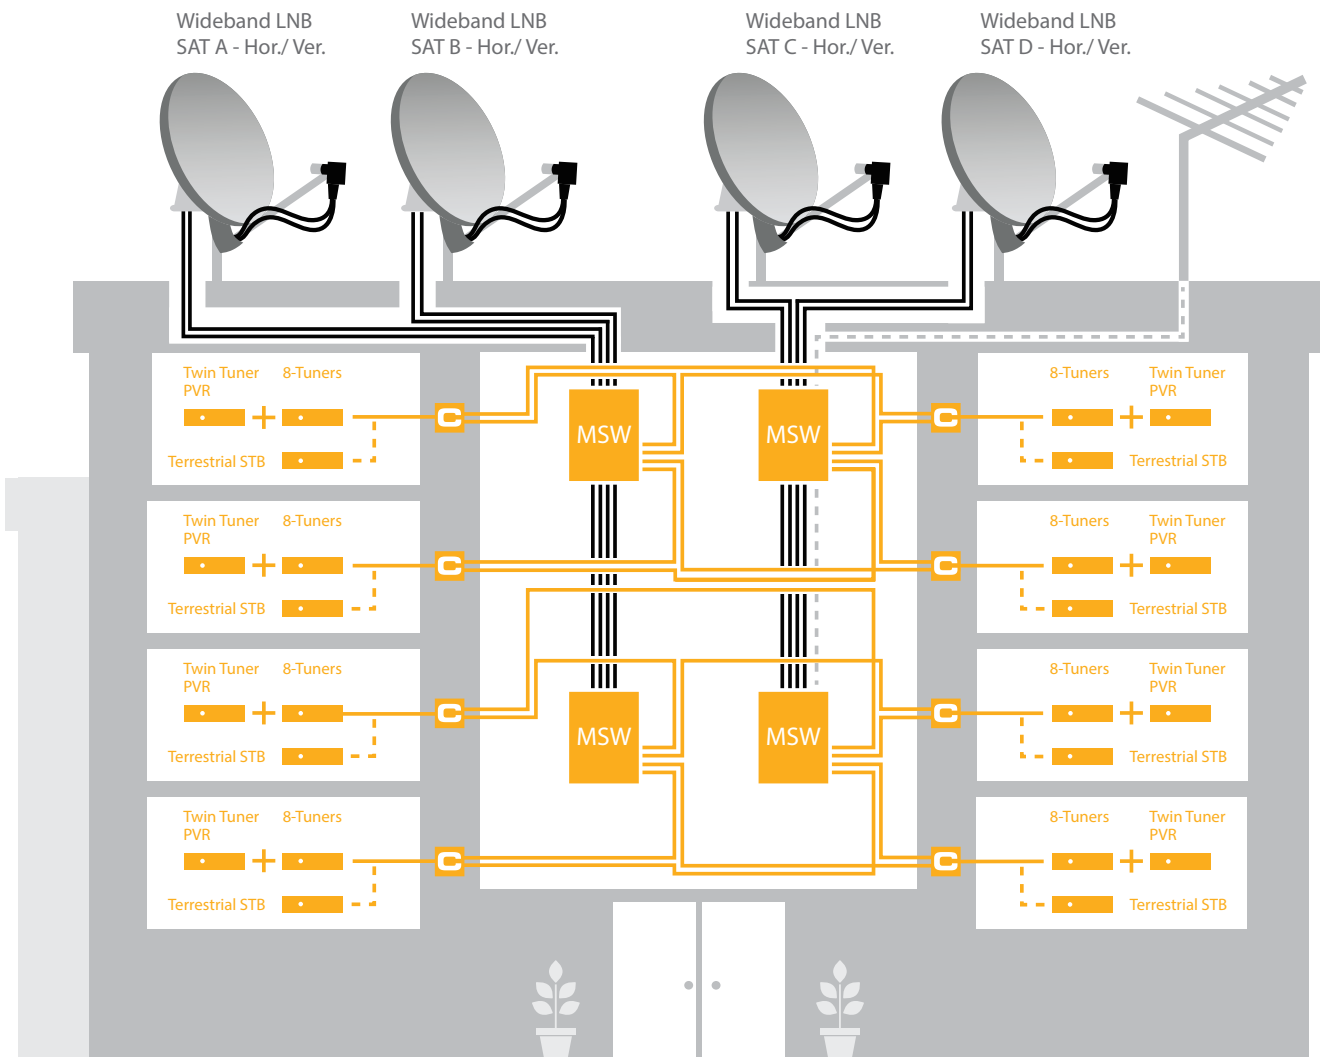 Wideband LNB
SAT A - Hor./ Ver.
Wideband LNB
SAT B - Hor./ Ver.
Wideband LNB
SAT C - Hor./ Ver.
Wideband LNB
SAT D - Hor./ Ver.
Twin Tuner
PVR
8-Tuners
Terrestrial STB
MSW
MSW
8-Tuners
Twin Tuner
PVR
Terrestrial STB
Twin Tuner
PVR
8-Tuners
Terrestrial STB
8-Tuners
Twin Tuner
PVR
Terrestrial STB
Twin Tuner
PVR
8-Tuners
Terrestrial STB
MSW
MSW
8-Tuners
Twin Tuner
PVR
Terrestrial STB
Twin Tuner
PVR
8-Tuners
Terrestrial STB
8-Tuners
Twin Tuner
PVR
Terrestrial STB